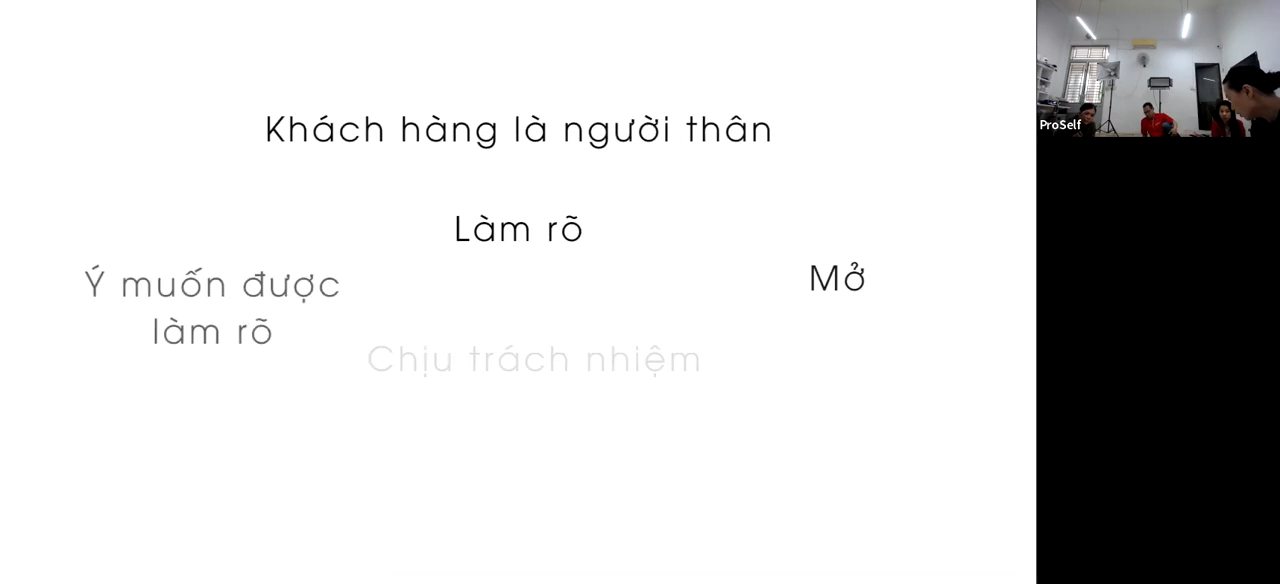 Khách hàng là người thân
Làm rõ
Ý muốn được
làm rõ
Mở
Chịu trách nhiệm
ProSelf